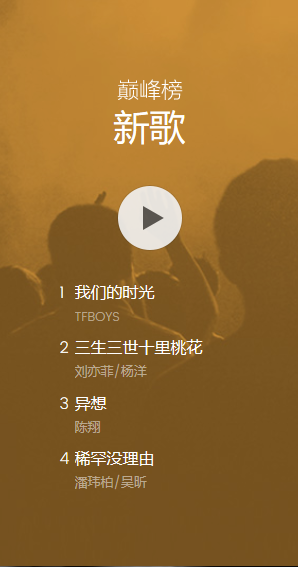 巅峰榜
新歌
1 我们的时光
TFBOYS
2 三生三世十里桃花
刘亦菲/杨洋
3 异想
陈翔
4 稀罕没理由
潘玮柏/吴昕